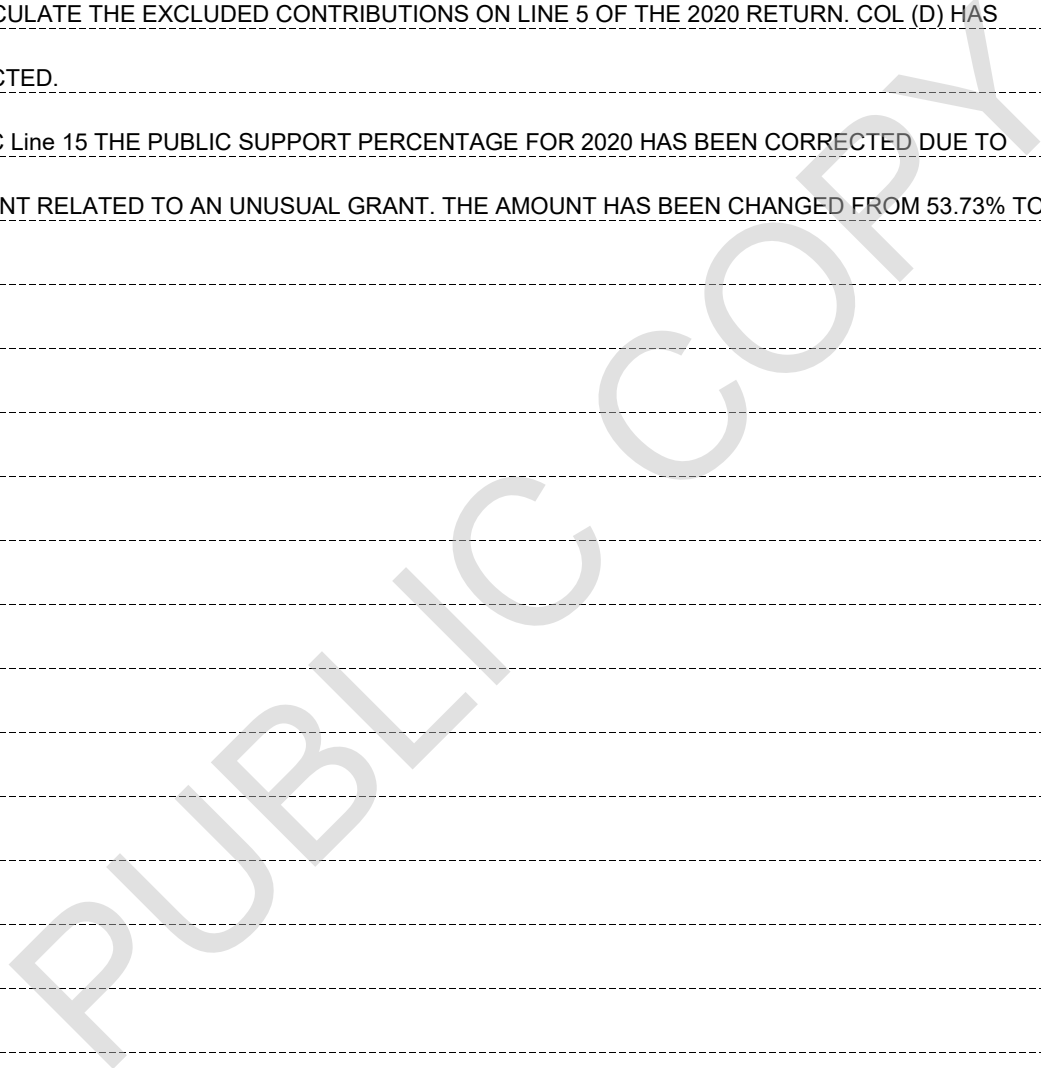 CULATE THE EXCLUDED CONTRIBUTIONS ON LINE 5 OF THE 2020 RETURN. COL (D) HAS
CTED.
C Line 15 THE PUBLIC SUPPORT PERCENTAGE FOR 2020 HAS BEEN CORRECTED DUE TO
NT RELATED TO AN UNUSUAL GRANT. THE AMOUNT HAS BEEN CHANGED FROM 53.73% TO
PUBLIC COPY